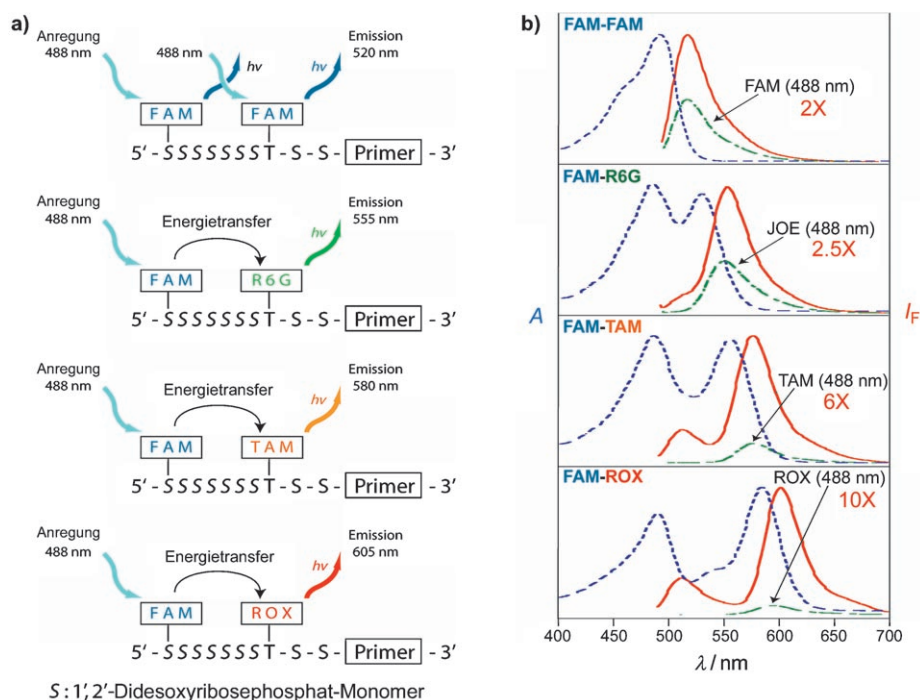 a)
Anregung
488 nm
488 nm
hν
hν
Emission
520 nm
FAM
FAM
5' - SSSSSSST - S - S - Primer - 3'
Anregung
488 nm
Energietransfer
hν
Emission
555 nm
FAM
R6G
5' - SSSSSSST - S - S - Primer - 3'
Anregung
488 nm
Energietransfer
hν
Emission
580 nm
FAM
TAM
5' - SSSSSSST - S - S - Primer - 3'
Anregung
488 nm
Energietransfer
hν
Emission
605 nm
FAM
ROX
5' - SSSSSSST - S - S - Primer - 3'
S : 1',2'-Didesoxyribosephosphat-Monomer
b)
FAM-FAM
FAM (488 nm)
2X
FAM-R6G
JOE (488 nm)
2.5X
A
I_F
FAM-TAM
TAM (488 nm)
6X
FAM-ROX
ROX (488 nm)
10X
400 450 500 550 600 650 700
λ / nm